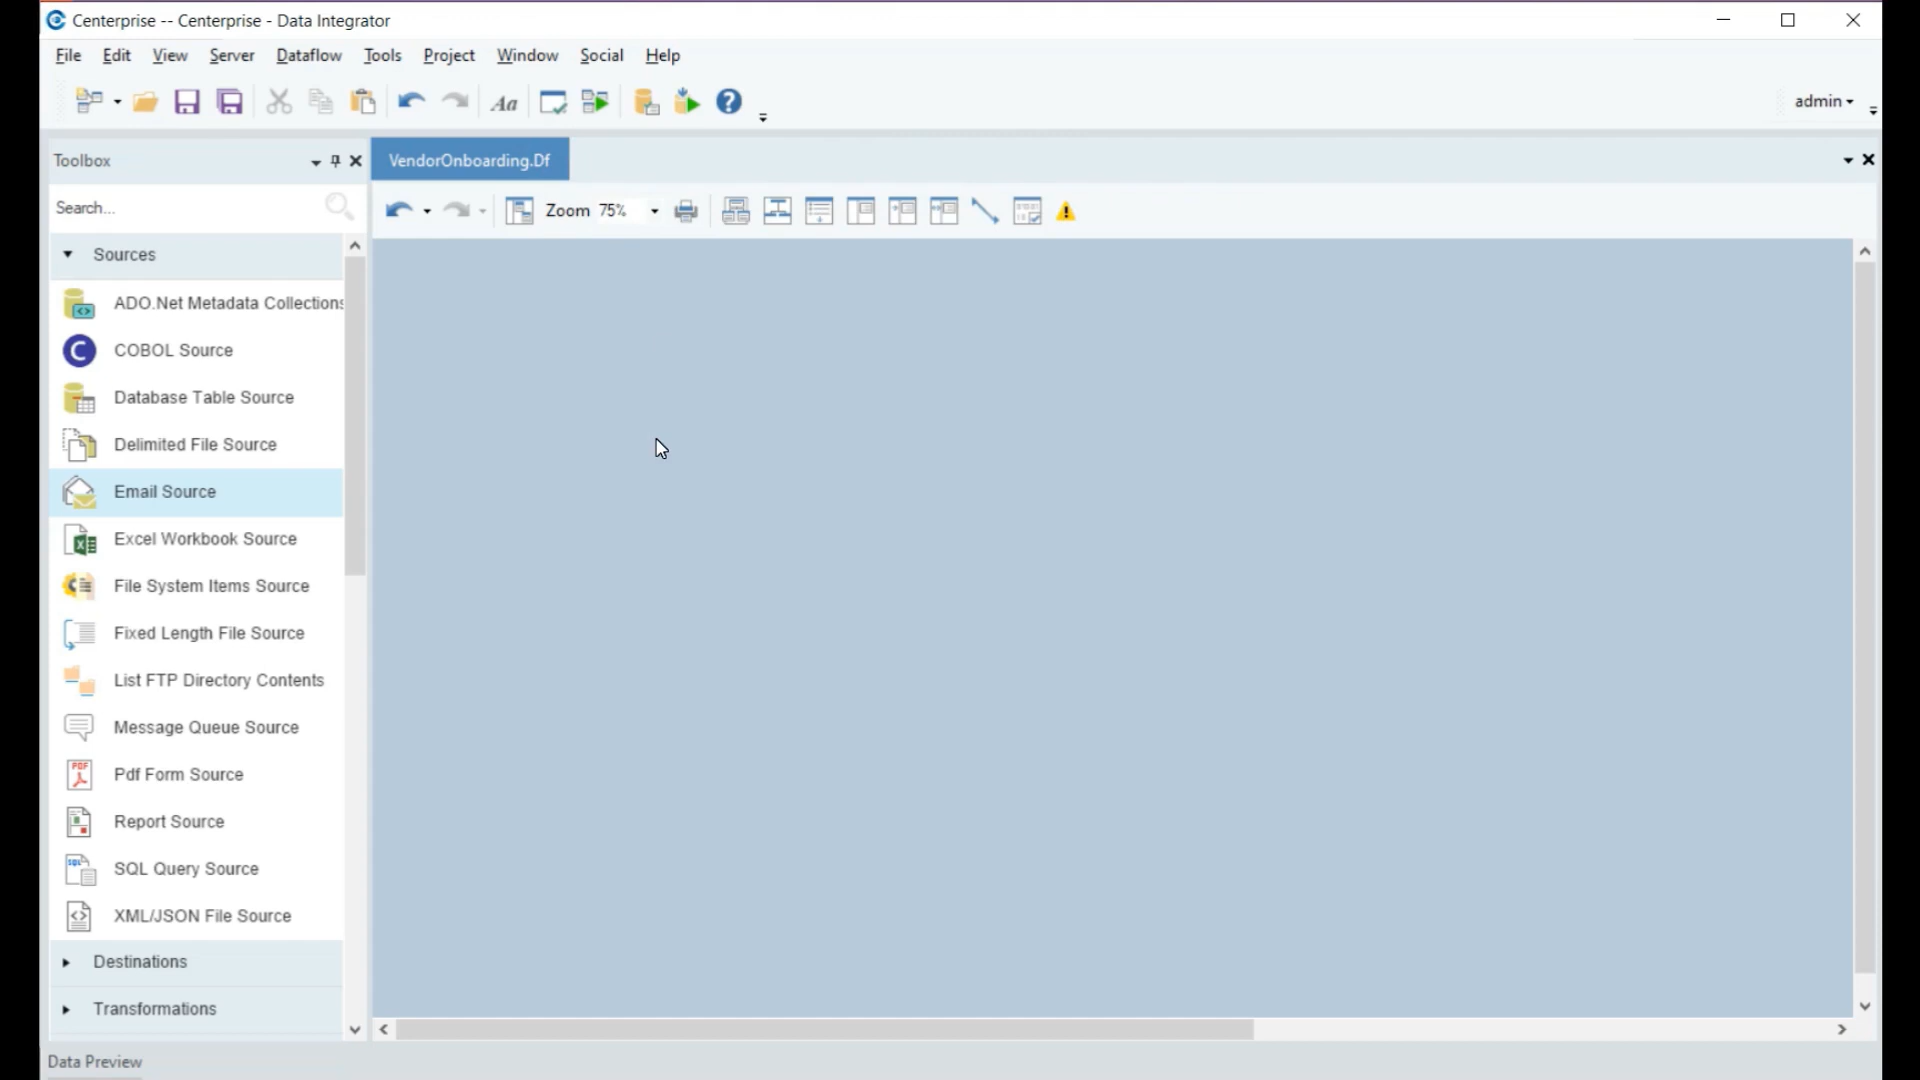 Centerprise -- Centerprise - Data Integrator
File Edit View Server Dataflow Tools Project Window Social Help
Aa
admin
Toolbox
VendorOnboarding.Df
Search...
Zoom 75%
Sources
ADO.Net Metadata Collections
COBOL Source
Database Table Source
Delimited File Source
Email Source
Excel Workbook Source
File System Items Source
Fixed Length File Source
List FTP Directory Contents
Message Queue Source
Pdf Form Source
Report Source
SQL Query Source
XML/JSON File Source
Destinations
Transformations
Data Preview